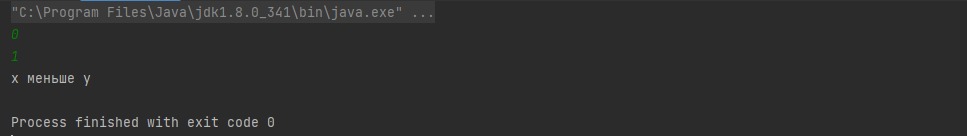 "C:\Program Files\Java\jdk1.8.0_341\bin\java.exe" ...
0
1
x меньше y
Process finished with exit code 0